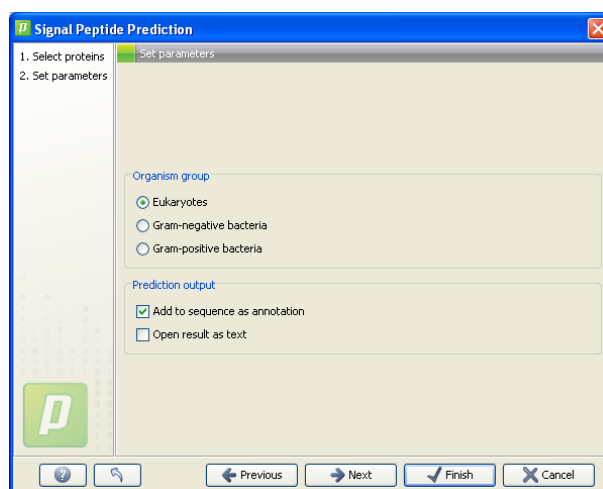 Signal Peptide Prediction
1. Select proteins
2. Set parameters
Set parameters
Organism group
Eukaryotes
Gram-negative bacteria
Gram-positive bacteria
Prediction output
Add to sequence as annotation
Open result as text
Previous
Next
Finish
Cancel